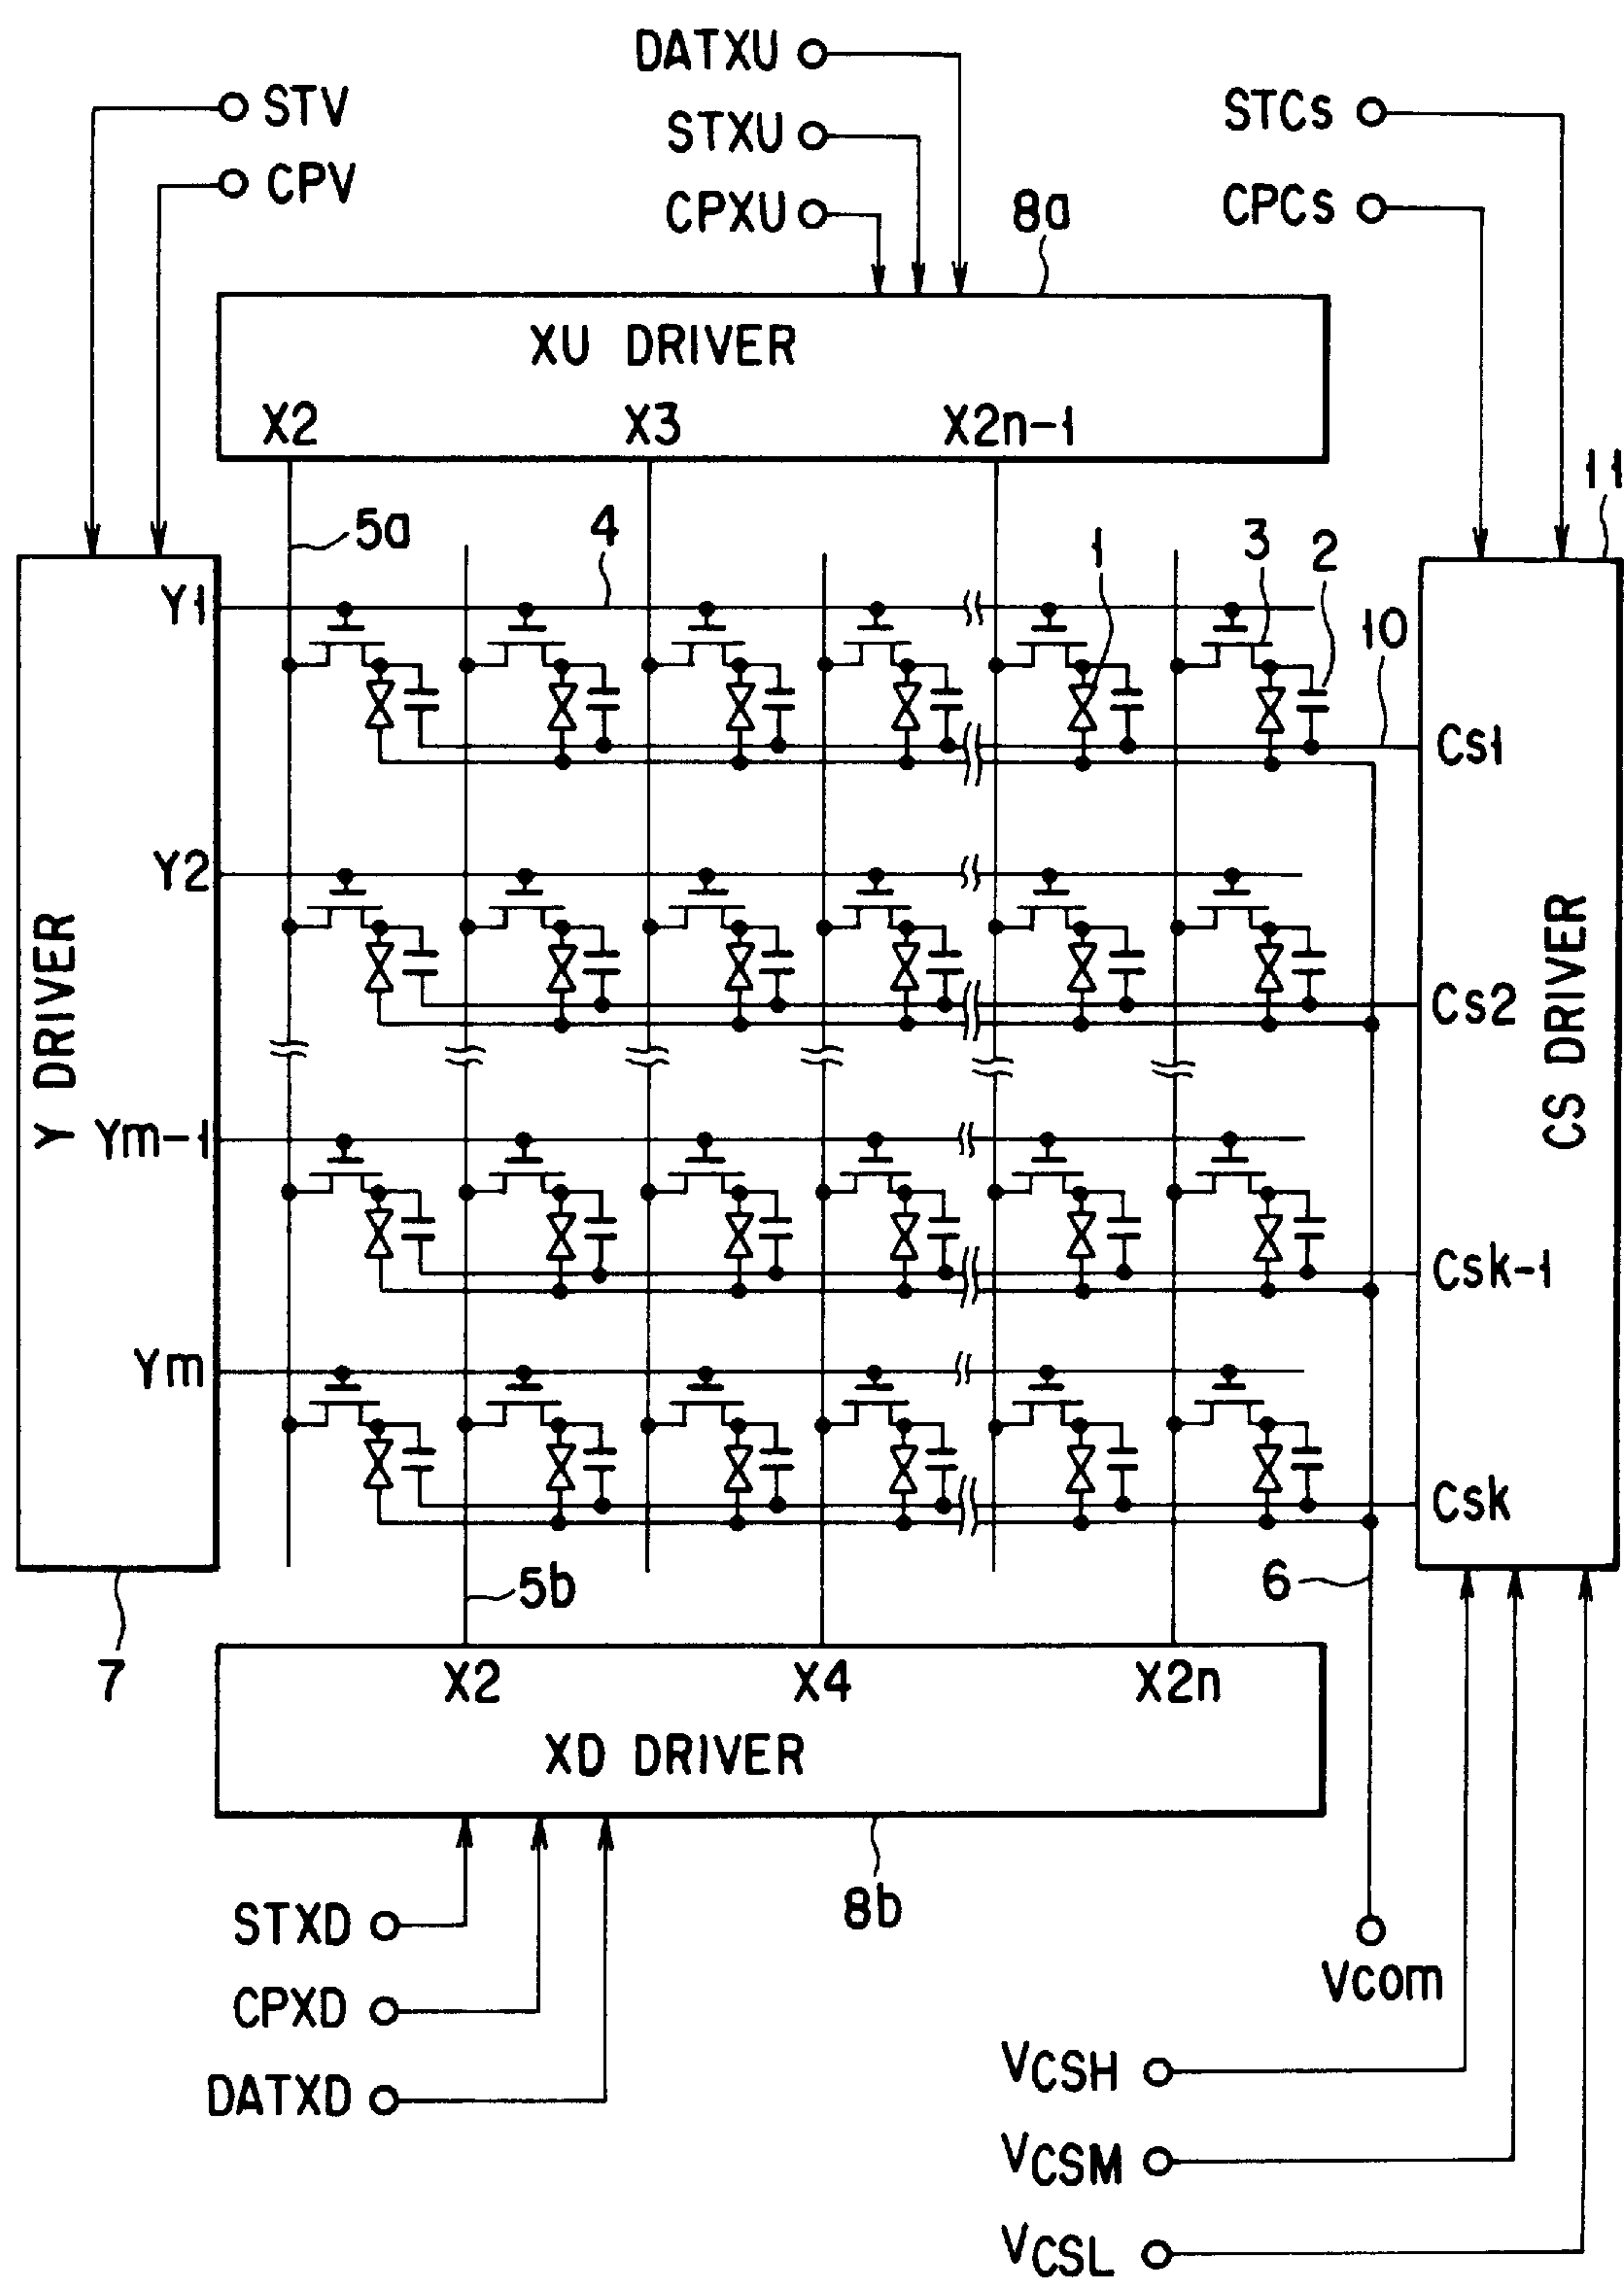 DATXU
STV
STXU
STCs
CPV
CPXU
8a
CPCs
XU DRIVER
X2 X3 X2n-1
11
5a 4 1 3 2
Y1
10
Cs1
Y2
Cs2
Y DRIVER
CS DRIVER
Ym-1
Csk-1
Ym
Csk
5b 6
7
X2 X4 X2n
XD DRIVER
8b
STXD
Vcom
CPXD
VCSH
DATXD
VCSM
VCSL